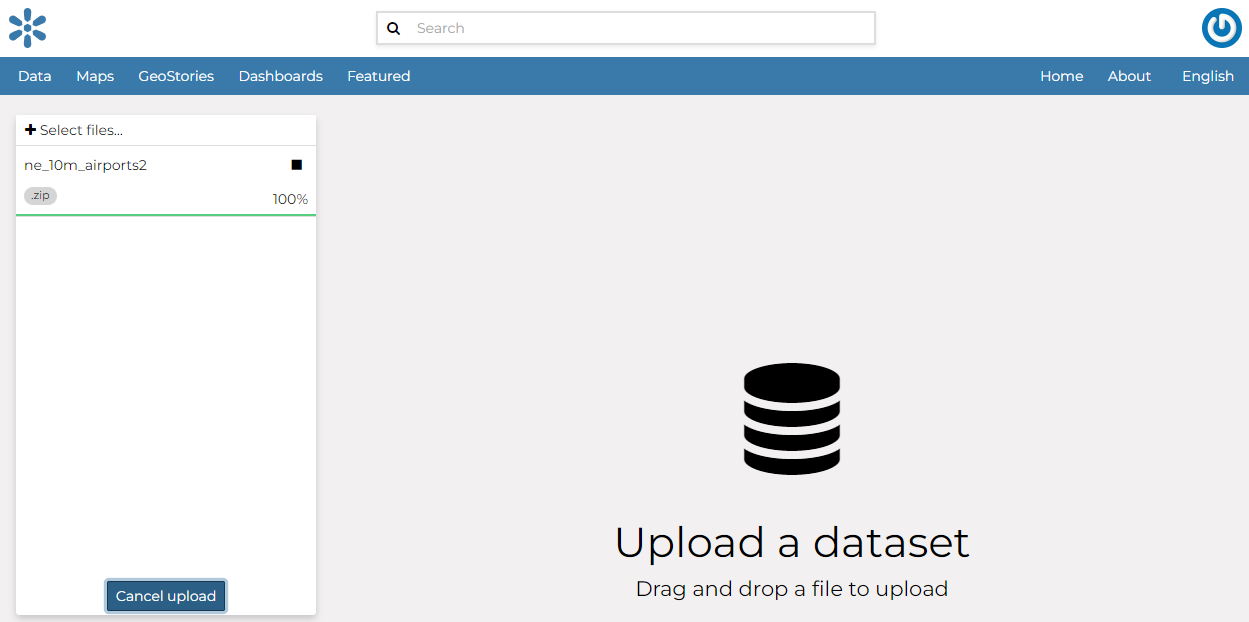 Search
Data Maps GeoStories Dashboards Featured Home About English
Select files...
ne_10m_airports2
.zip
100%
Upload a dataset
Drag and drop a file to upload
Cancel upload